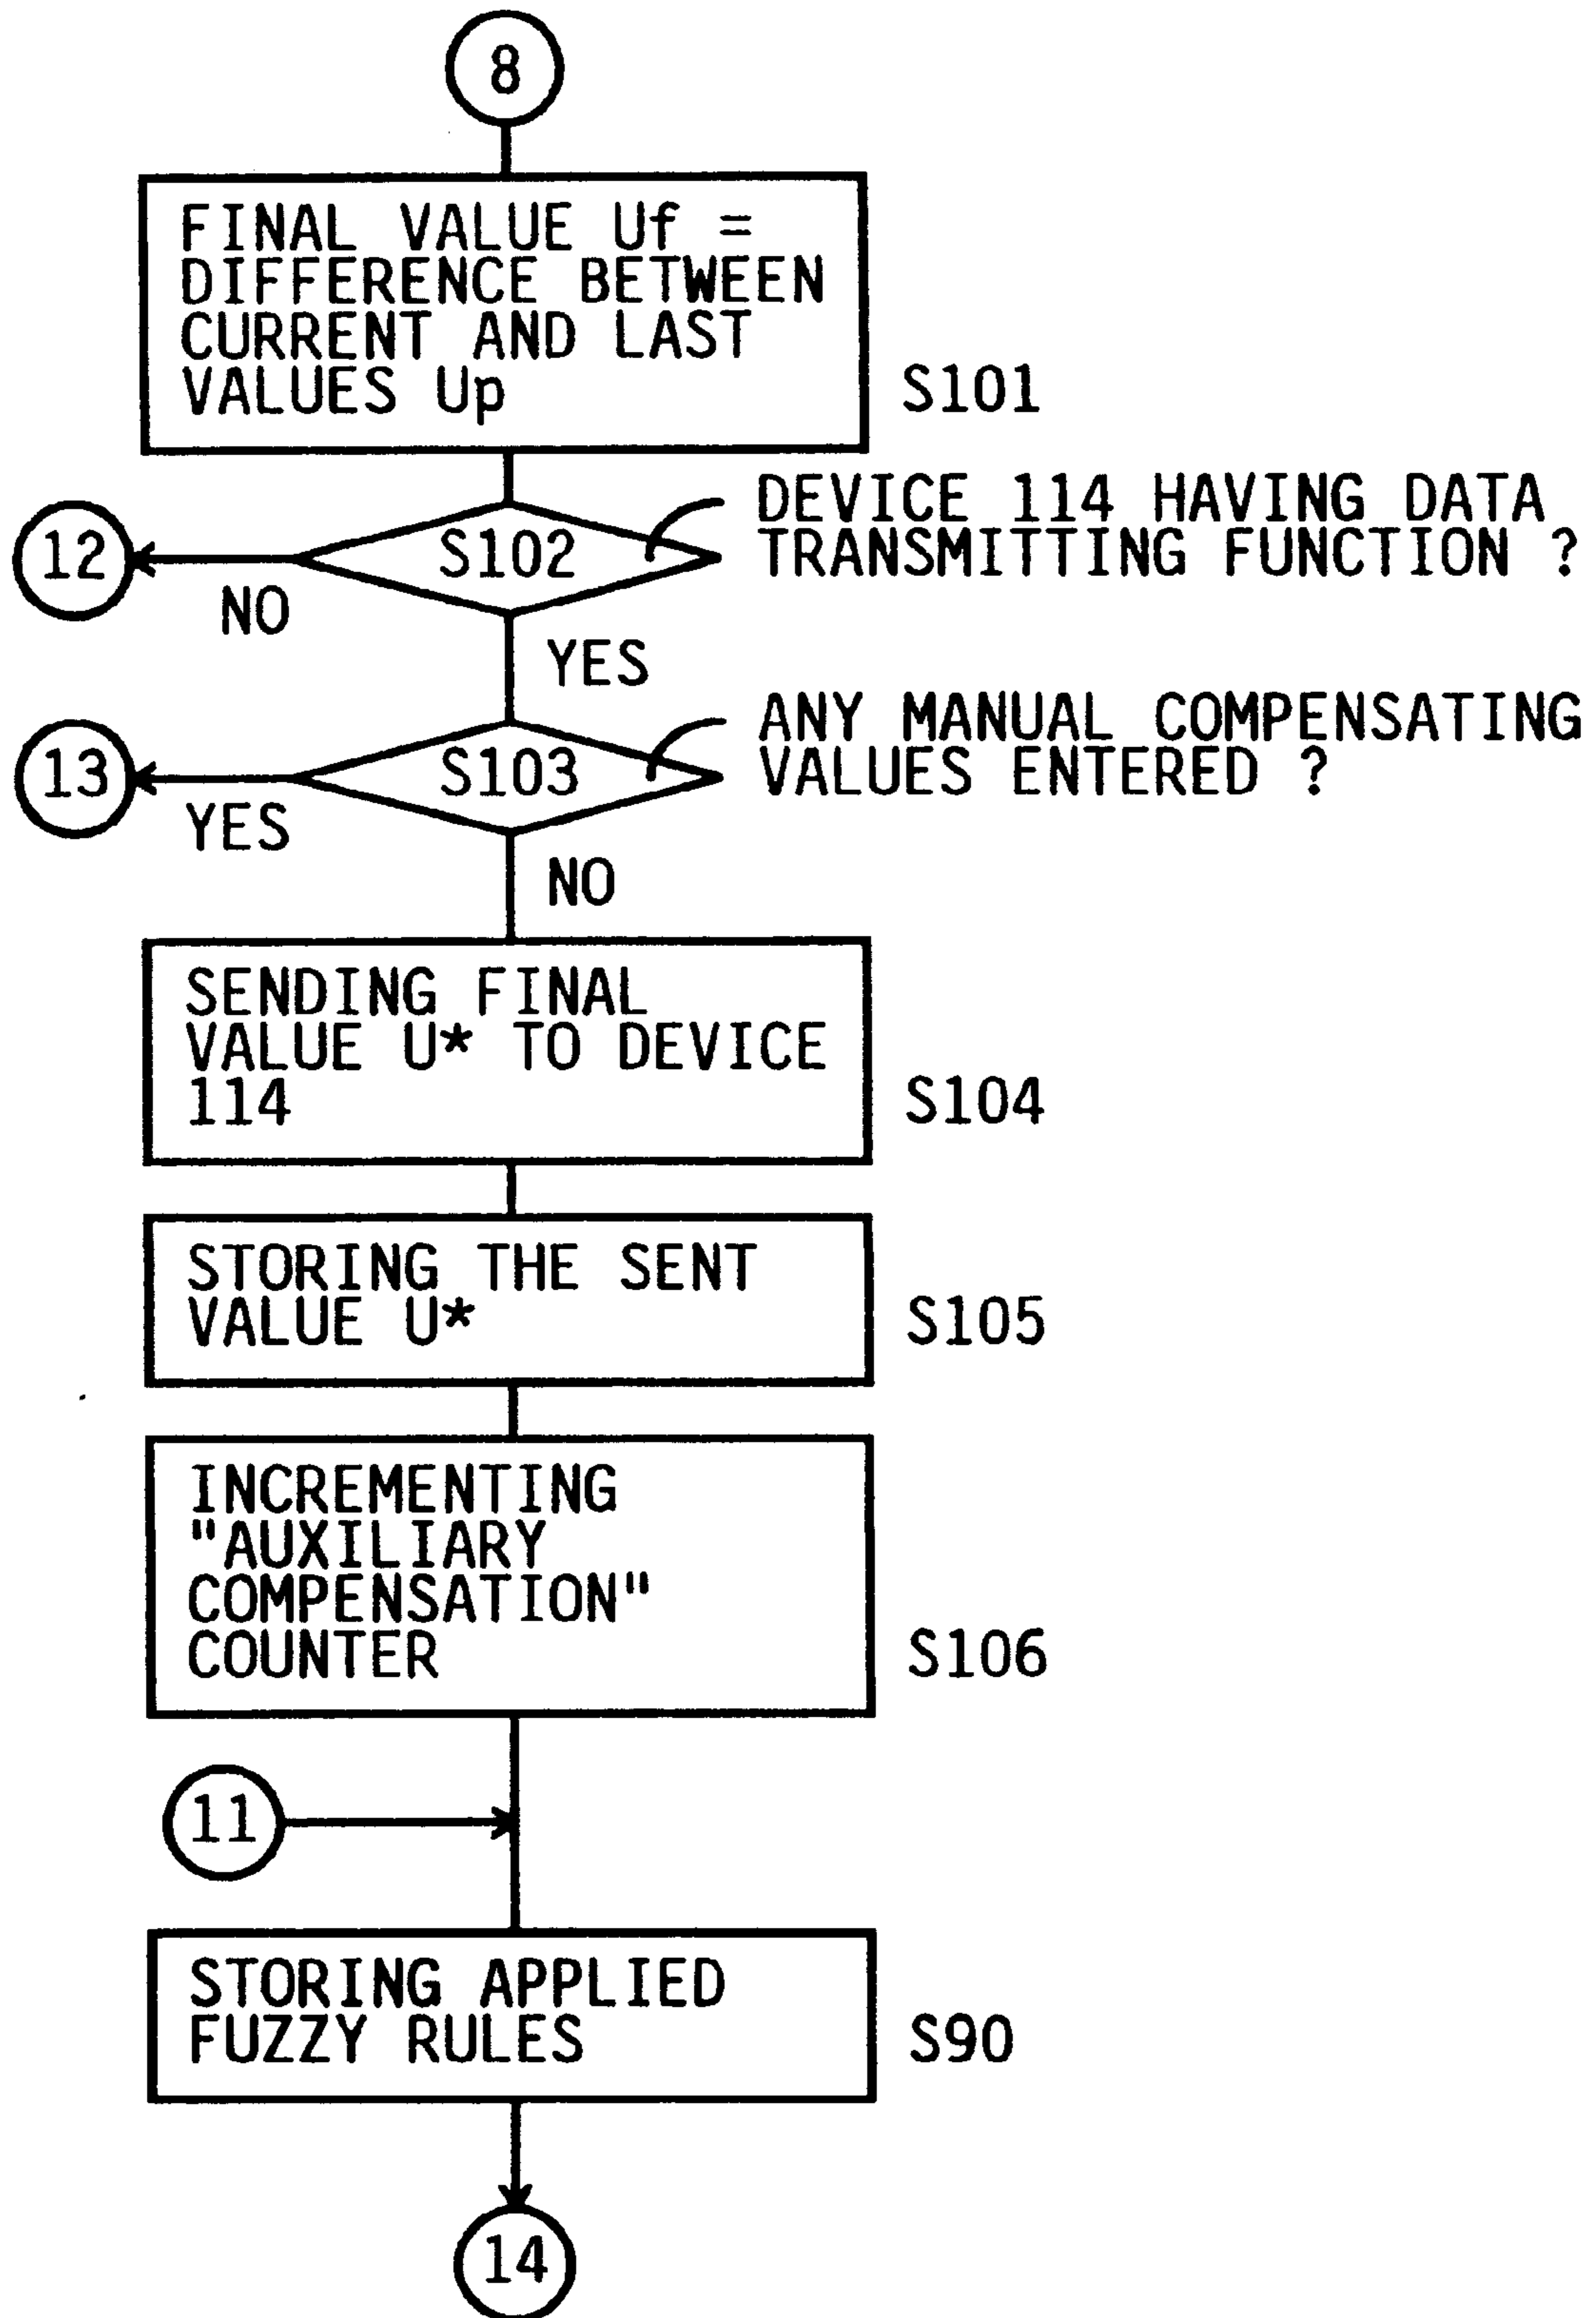 8
FINAL VALUE Uf =
DIFFERENCE BETWEEN
CURRENT AND LAST
VALUES Up
S101
DEVICE 114 HAVING DATA
TRANSMITTING FUNCTION ?
S102
12
NO
YES
ANY MANUAL COMPENSATING
VALUES ENTERED ?
S103
13
YES
NO
SENDING FINAL
VALUE U* TO DEVICE
114
S104
STORING THE SENT
VALUE U*
S105
INCREMENTING
"AUXILIARY
COMPENSATION"
COUNTER
S106
11
STORING APPLIED
FUZZY RULES
S90
14